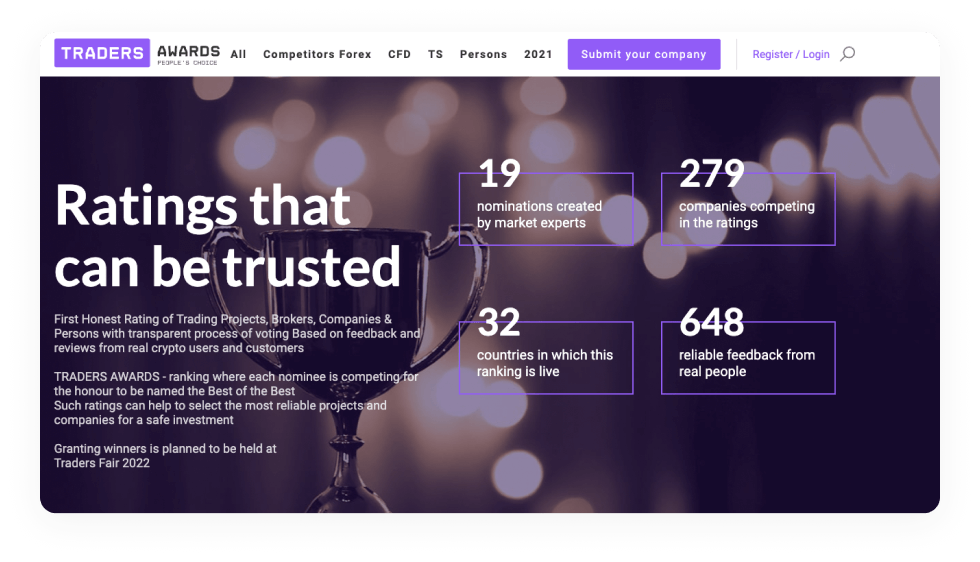 TRADERS AWARDS
PEOPLE'S CHOICE
All Competitors Forex CFD TS Persons 2021 Submit your company Register / Login
Ratings that
can be trusted
First Honest Rating of Trading Projects, Brokers, Companies &
Persons with transparent process of voting Based on feedback and
reviews from real crypto users and customers
TRADERS AWARDS - ranking where each nominee is competing for
the honour to be named the Best of the Best
Such ratings can help to select the most reliable projects and
companies for a safe investment
Granting winners is planned to be held at
Traders Fair 2022
19
nominations created
by market experts
279
companies competing
in the ratings
32
countries in which this
ranking is live
648
reliable feedback from
real people